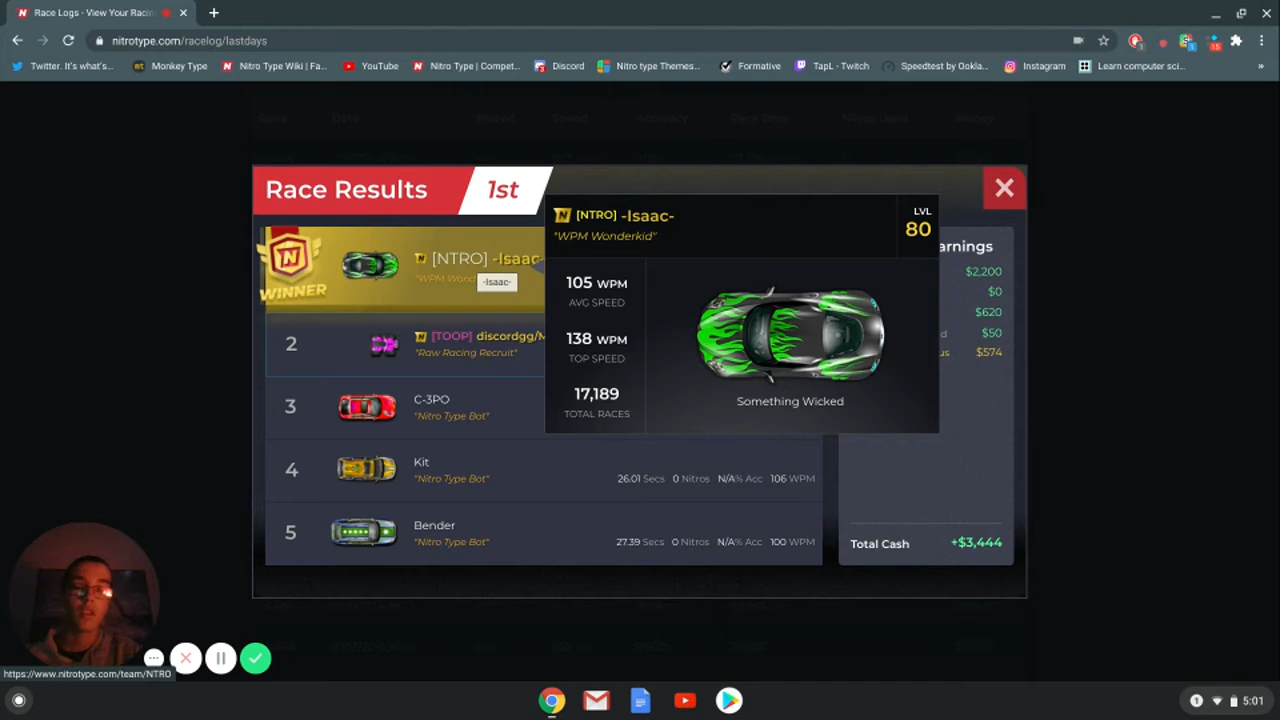 Race Logs - View Your Racin
nitrotype.com/racelog/lastdays
Twitter. It's what's...
Monkey Type
Nitro Type Wiki | Fa...
YouTube
Nitro Type | Compet...
Discord
Nitro type Themes...
Formative
TapL - Twitch
Speedtest by Ookla...
Instagram
Learn computer sci...
»
Race Results 1st
[NTRO] -Isaac-
"WPM Wonderkid"
LVL
80
WINNER
[NTRO] -Isaac-
"WPM Wond
-Isaac-
105 WPM
AVG SPEED
138 WPM
TOP SPEED
17,189
TOTAL RACES
Something Wicked
arnings
$2,200
$0
$620
d $50
us $574
2 [TOOP] discordgg/M
"Raw Racing Recruit"
3 C-3PO
"Nitro Type Bot"
4 Kit
"Nitro Type Bot" 26.01 Secs 0 Nitros N/A% Acc 106 WPM
5 Bender
"Nitro Type Bot" 27.39 Secs 0 Nitros N/A% Acc 100 WPM
Total Cash +$3,444
https://www.nitrotype.com/team/NTRO
1 5:01